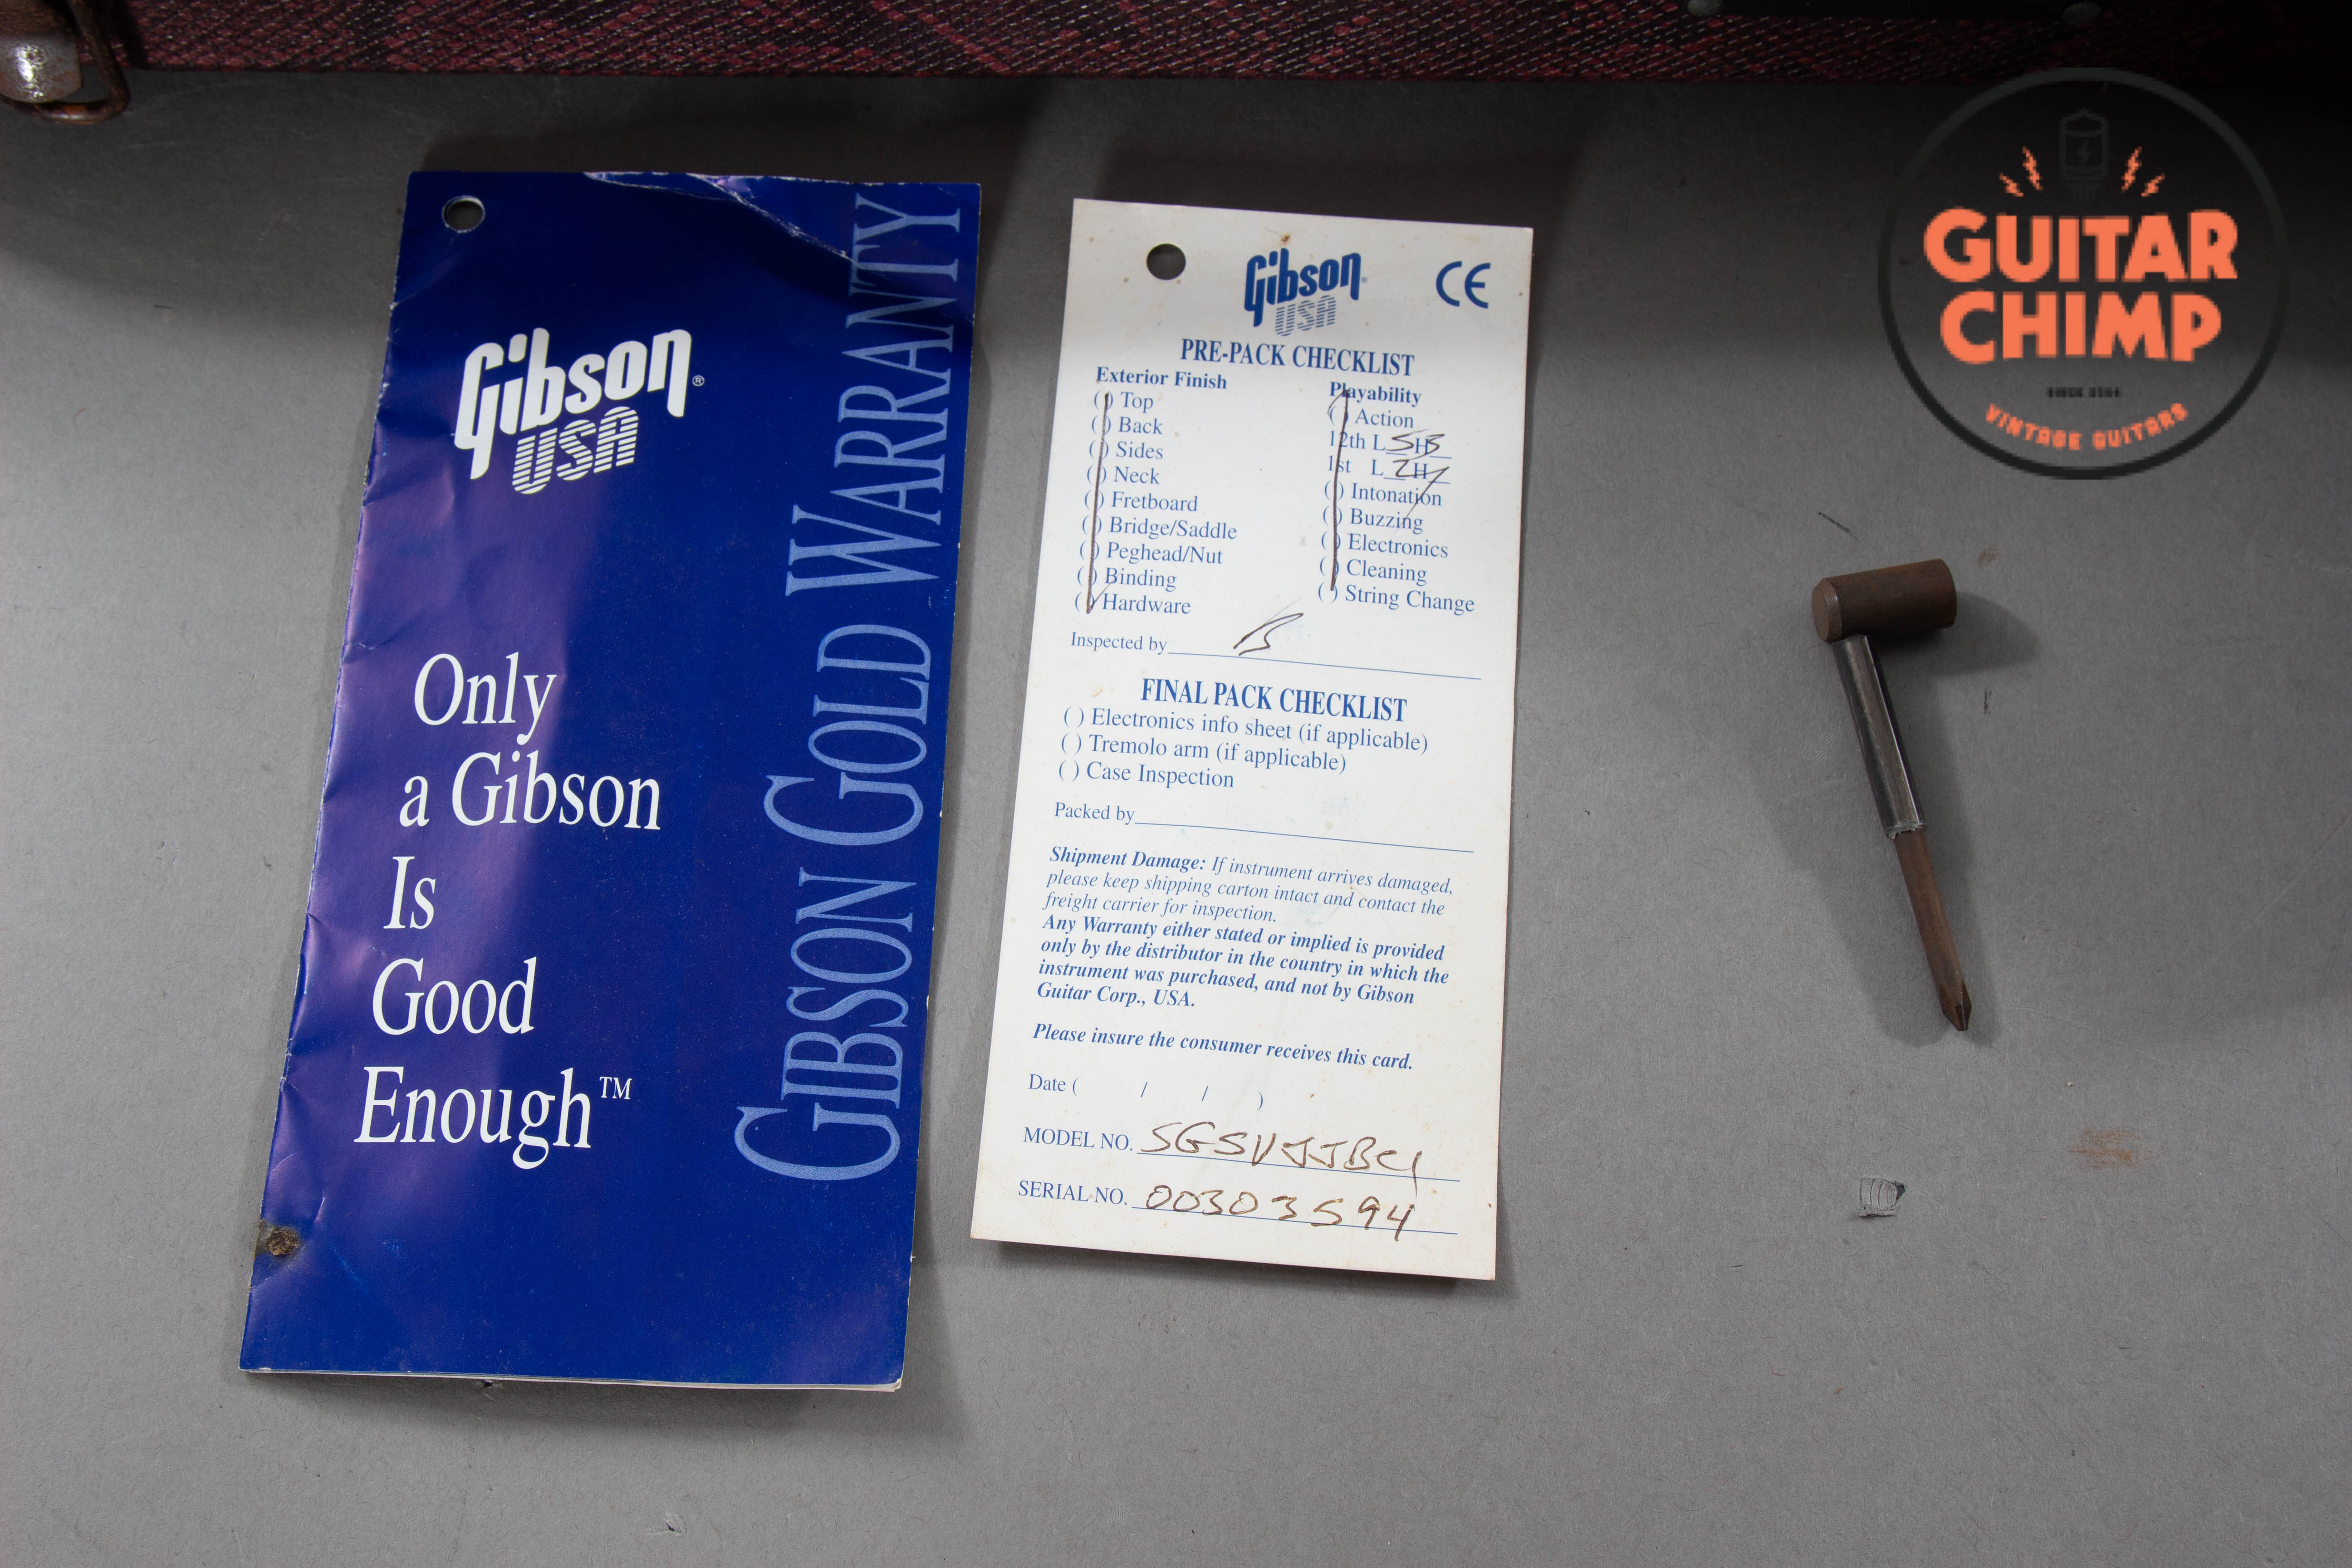 Gibson®
USA
Only
a Gibson
Is
Good
Enough™
GIBSON GOLD WARRANTY
Gibson
USA
CE
PRE-PACK CHECKLIST
Exterior Finish
( ) Top
( ) Back
( ) Sides
( ) Neck
( ) Fretboard
( ) Bridge/Saddle
( ) Peghead/Nut
( ) Binding
( ) Hardware
Playability
( ) Action
12th L 5 H 3
1st L 2 H 1
( ) Intonation
( ) Buzzing
( ) Electronics
( ) Cleaning
( ) String Change
Inspected by
FINAL PACK CHECKLIST
( ) Electronics info sheet (if applicable)
( ) Tremolo arm (if applicable)
( ) Case Inspection
Packed by
Shipment Damage: If instrument arrives damaged,
please keep shipping carton intact and contact the
freight carrier for inspection.
Any Warranty either stated or implied is provided
only by the distributor in the country in which the
instrument was purchased, and not by Gibson
Guitar Corp., USA.
Please insure the consumer receives this card.
Date ( / / )
MODEL NO. SGSVJJBC1
SERIAL NO. 00303594
GUITAR
CHIMP
VINTAGE GUITARS